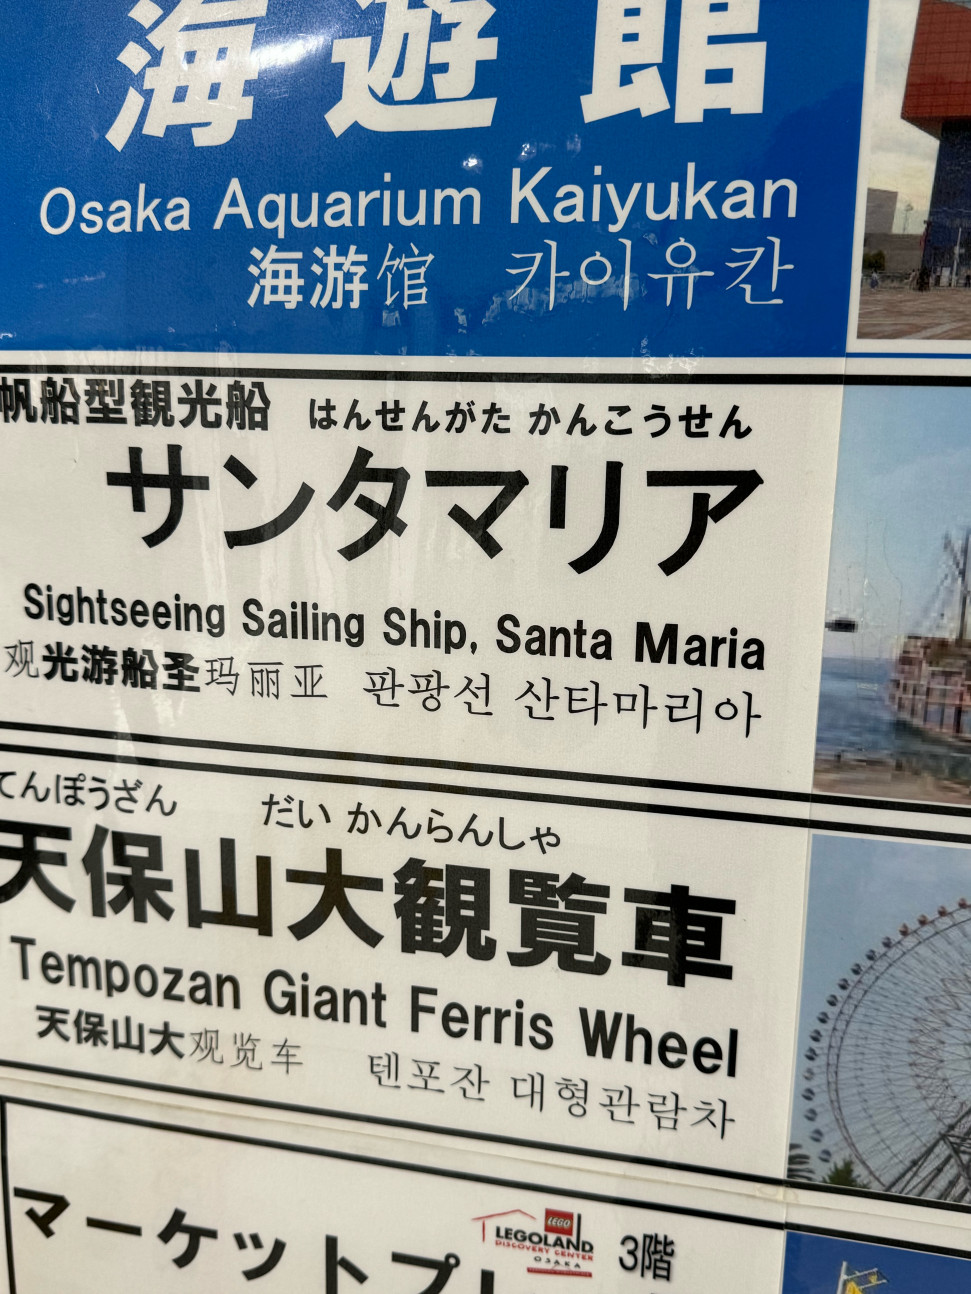 海遊館
Osaka Aquarium Kaiyukan
海游馆 카이유칸
帆船型観光船 はんせんがた かんこうせん
サンタマリア
Sightseeing Sailing Ship, Santa Maria
观光游船圣玛丽亚 판팡선 산타마리아
てんぽうざん だい かんらんしゃ
天保山大観覧車
Tempozan Giant Ferris Wheel
天保山大观览车 텐포잔 대형관람차
マーケットプレ
LEGO
LEGOLAND
DISCOVERY CENTER
OSAKA
3階